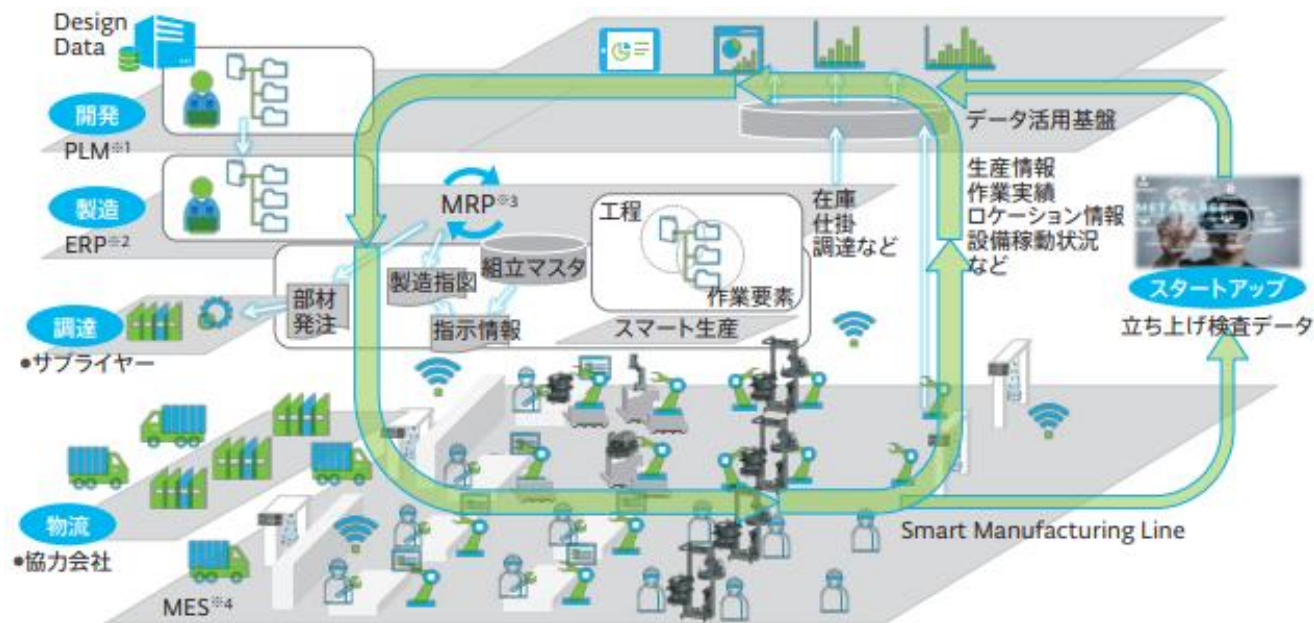 Design
Data
開発
PLM※1
製造
ERP※2
MRP※3
調達
●サプライヤー
部材
発注
製造指図
組立マスタ
指示情報
工程
作業要素
スマート生産
在庫
仕掛
調達など
データ活用基盤
生産情報
作業実績
ロケーション情報
設備稼動状況
など
スタートアップ
立ち上げ検査データ
物流
●協力会社
MES※4
Smart Manufacturing Line